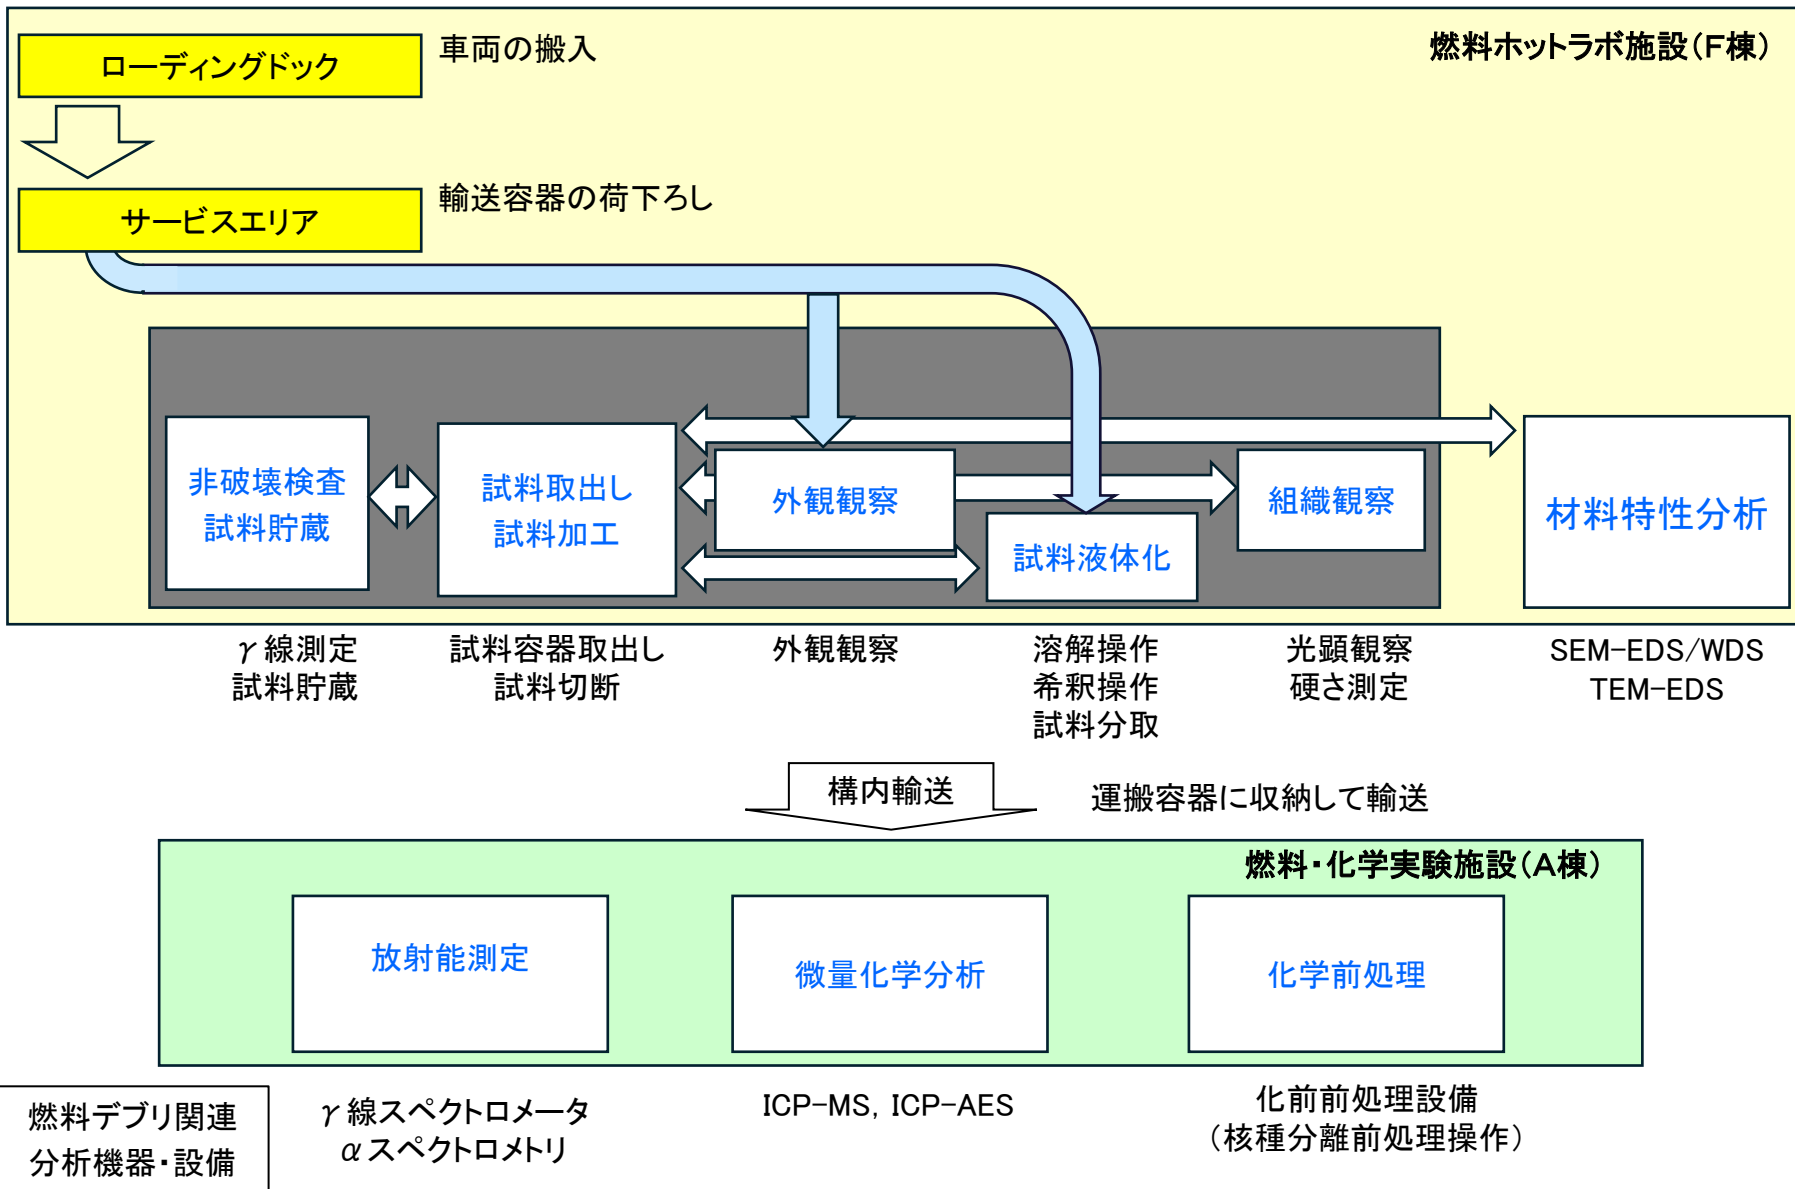 燃料ホットラボ施設(F棟)
ローディングドック
車両の搬入
サービスエリア
輸送容器の荷下ろし
非破壊検査
試料貯蔵
試料取出し
試料加工
外観観察
試料液体化
組織観察
材料特性分析
γ線測定
試料貯蔵
試料容器取出し
試料切断
外観観察
溶解操作
希釈操作
試料分取
光顕観察
硬さ測定
SEM-EDS/WDS
TEM-EDS
構内輸送
運搬容器に収納して輸送
燃料・化学実験施設(A棟)
放射能測定
微量化学分析
化学前処理
γ線スペクトロメータ
αスペクトロメトリ
ICP-MS, ICP-AES
化前前処理設備
(核種分離前処理操作)
燃料デブリ関連
分析機器・設備